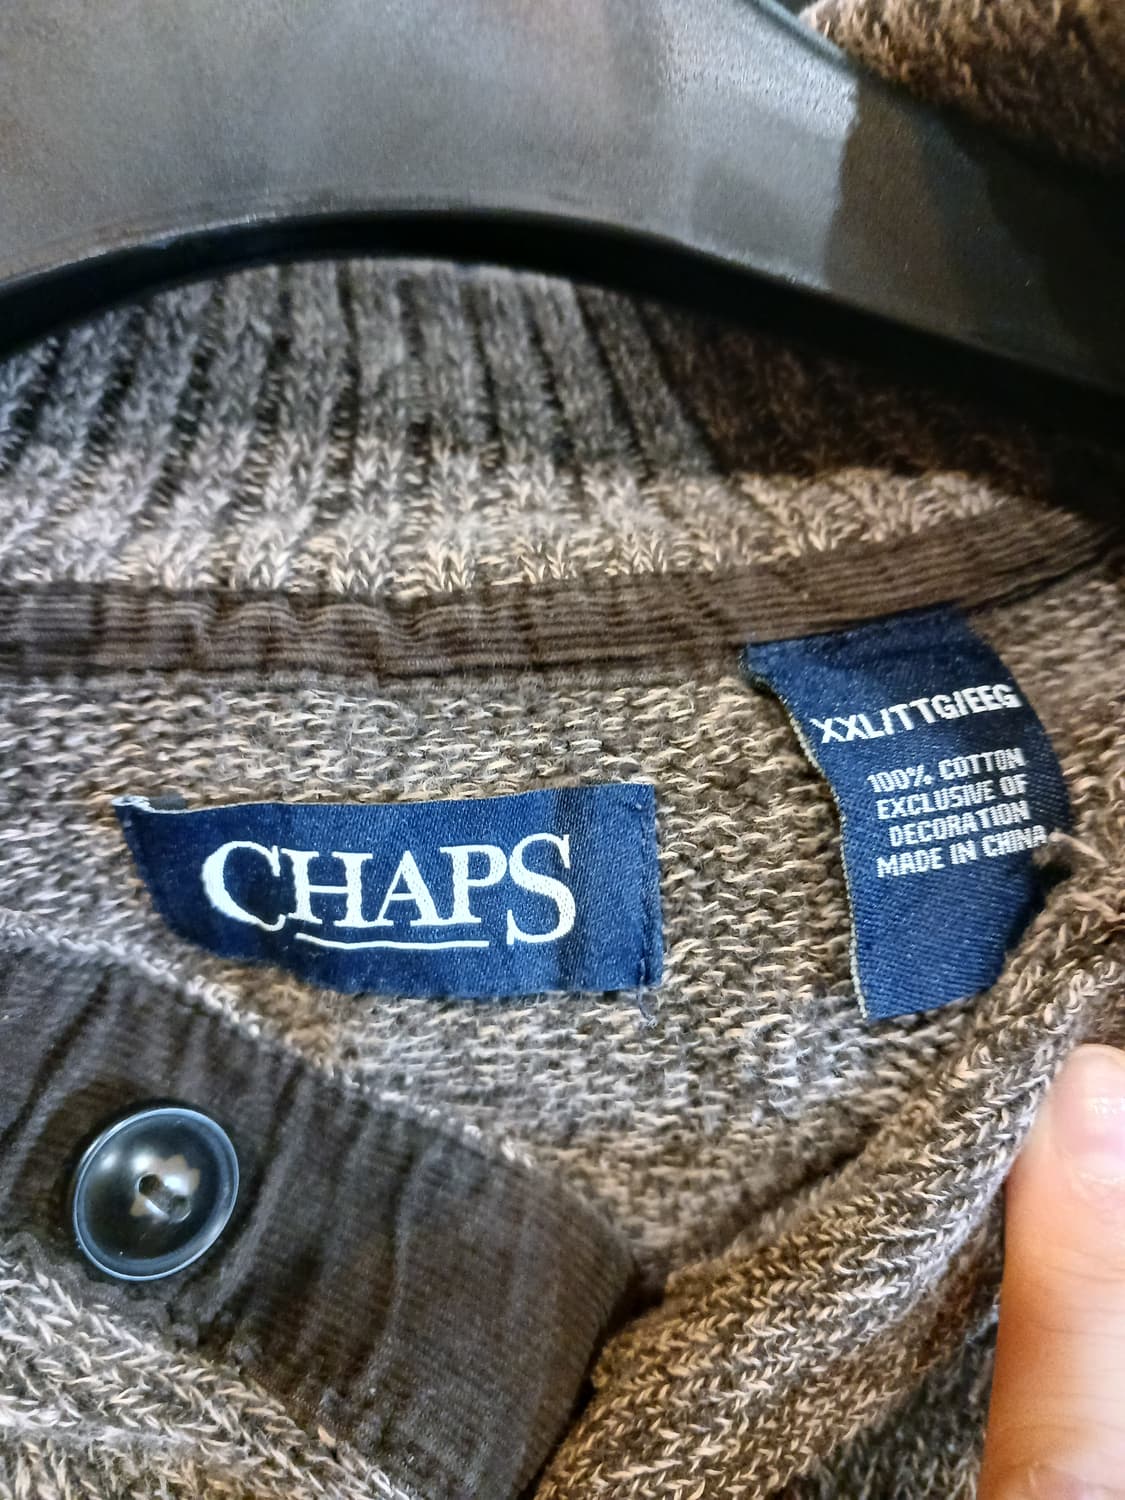 CHAPS
XXL/TTG/EEG
100% COTTON
EXCLUSIVE OF
DECORATION
MADE IN CHINA